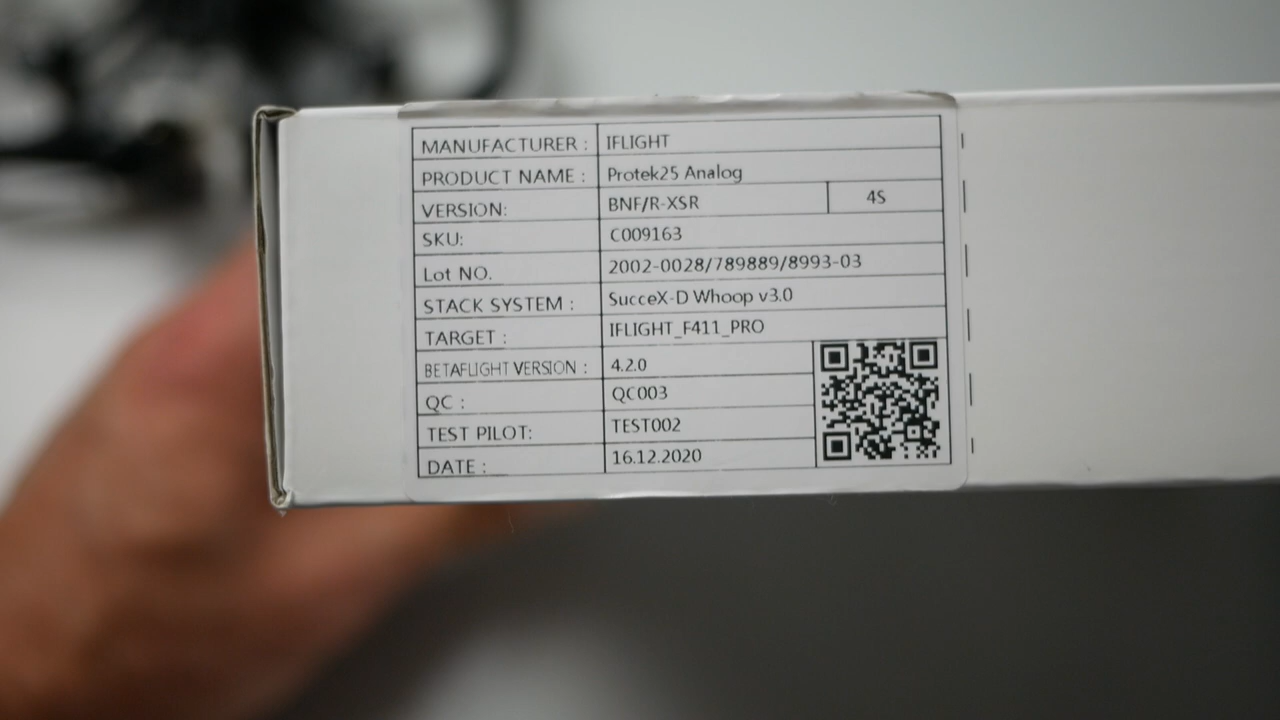 MANUFACTURER : IFLIGHT
PRODUCT NAME : Protek25 Analog
VERSION: BNF/R-XSR 4S
SKU: C009163
Lot NO. 2002-0028/789889/8993-03
STACK SYSTEM : SucceX-D Whoop v3.0
TARGET : IFLIGHT_F411_PRO
BETAFLIGHT VERSION : 4.2.0
QC : QC003
TEST PILOT: TEST002
DATE : 16.12.2020